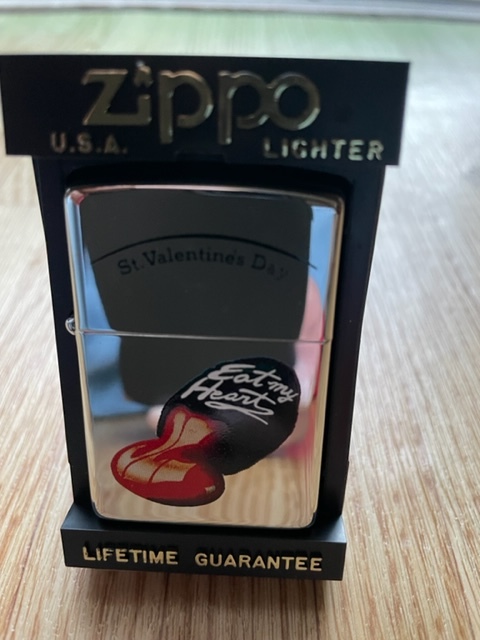 Zippo
U.S.A. LIGHTER
St. Valentine's Day
Eat my
Heart
LIFETIME GUARANTEE